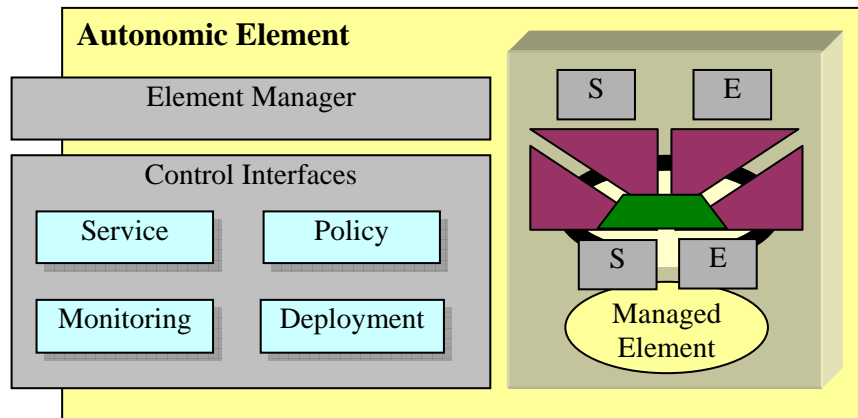 Autonomic Element
Element Manager
Control Interfaces
Service
Policy
Monitoring
Deployment
S
E
S
E
Managed
Element